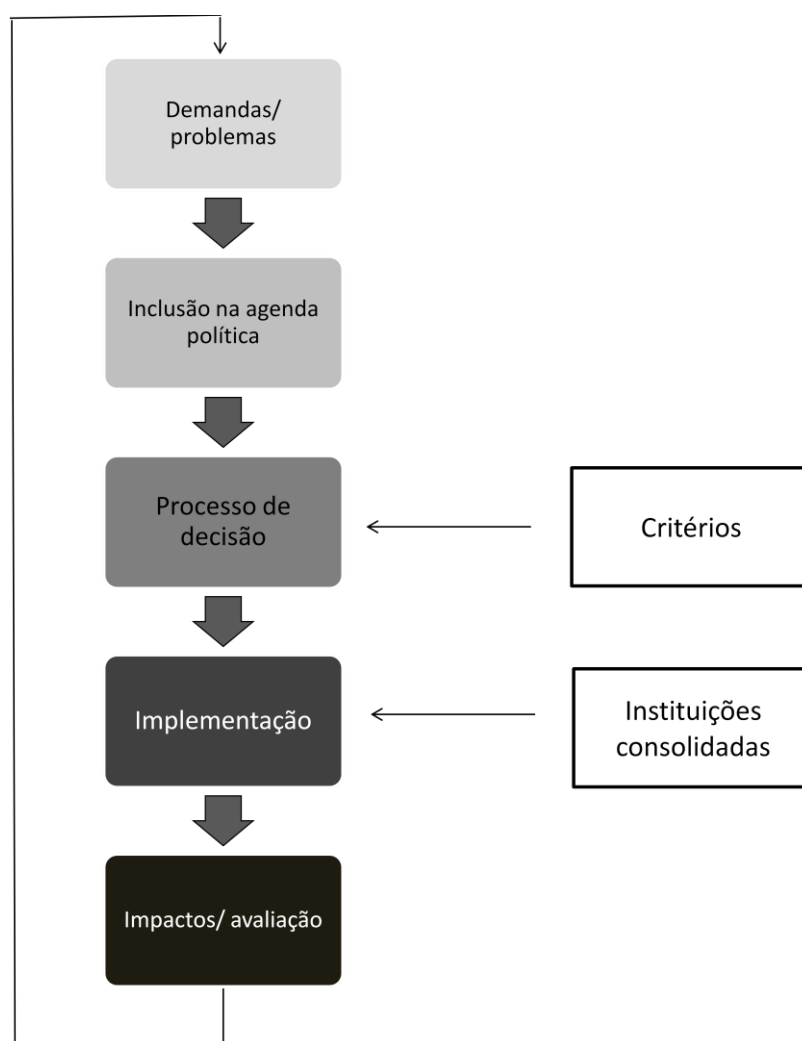 Demandas/
problemas
Inclusão na agenda
política
Processo de
decisão
Critérios
Implementação
Instituições
consolidadas
Impactos/ avaliação